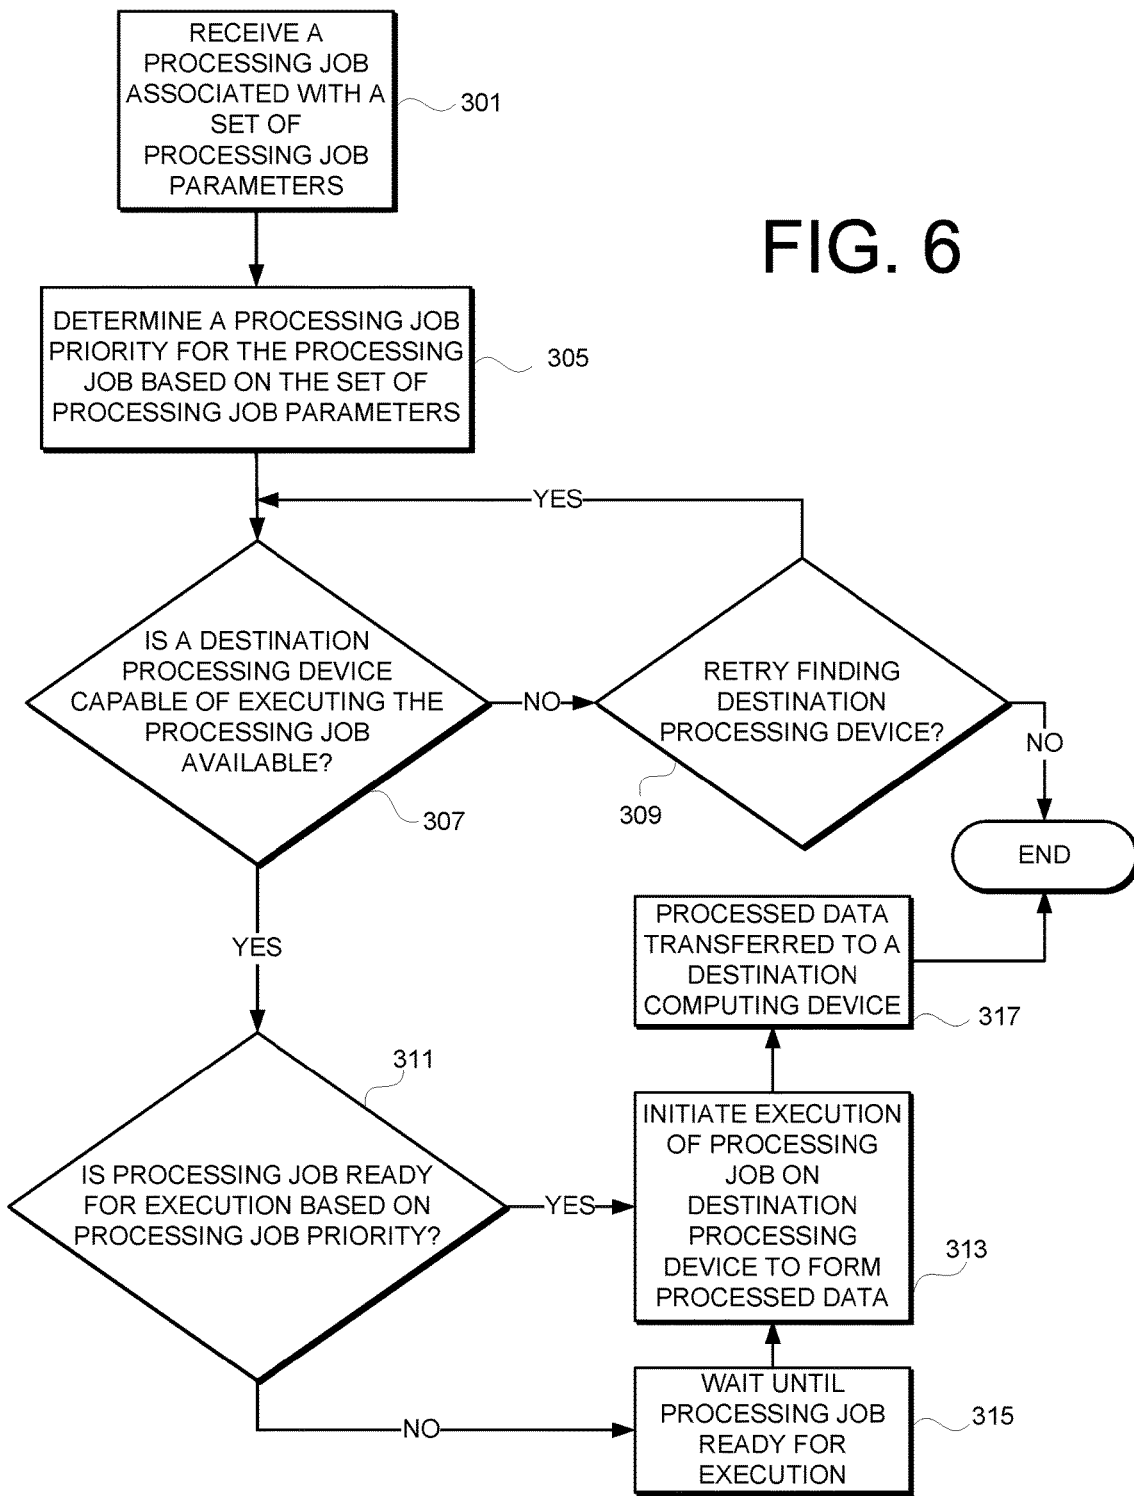 RECEIVE A
PROCESSING JOB
ASSOCIATED WITH A
SET OF
PROCESSING JOB
PARAMETERS
301
FIG. 6
DETERMINE A PROCESSING JOB
PRIORITY FOR THE PROCESSING
JOB BASED ON THE SET OF
PROCESSING JOB PARAMETERS
305
YES
IS A DESTINATION
PROCESSING DEVICE
CAPABLE OF EXECUTING THE
PROCESSING JOB
AVAILABLE?
307
NO
RETRY FINDING
DESTINATION
PROCESSING DEVICE?
309
NO
END
YES
PROCESSED DATA
TRANSFERRED TO A
DESTINATION
COMPUTING DEVICE
317
311
IS PROCESSING JOB READY
FOR EXECUTION BASED ON
PROCESSING JOB PRIORITY?
YES
INITIATE EXECUTION
OF PROCESSING
JOB ON
DESTINATION
PROCESSING
DEVICE TO FORM
PROCESSED DATA
313
NO
WAIT UNTIL
PROCESSING JOB
READY FOR
EXECUTION
315